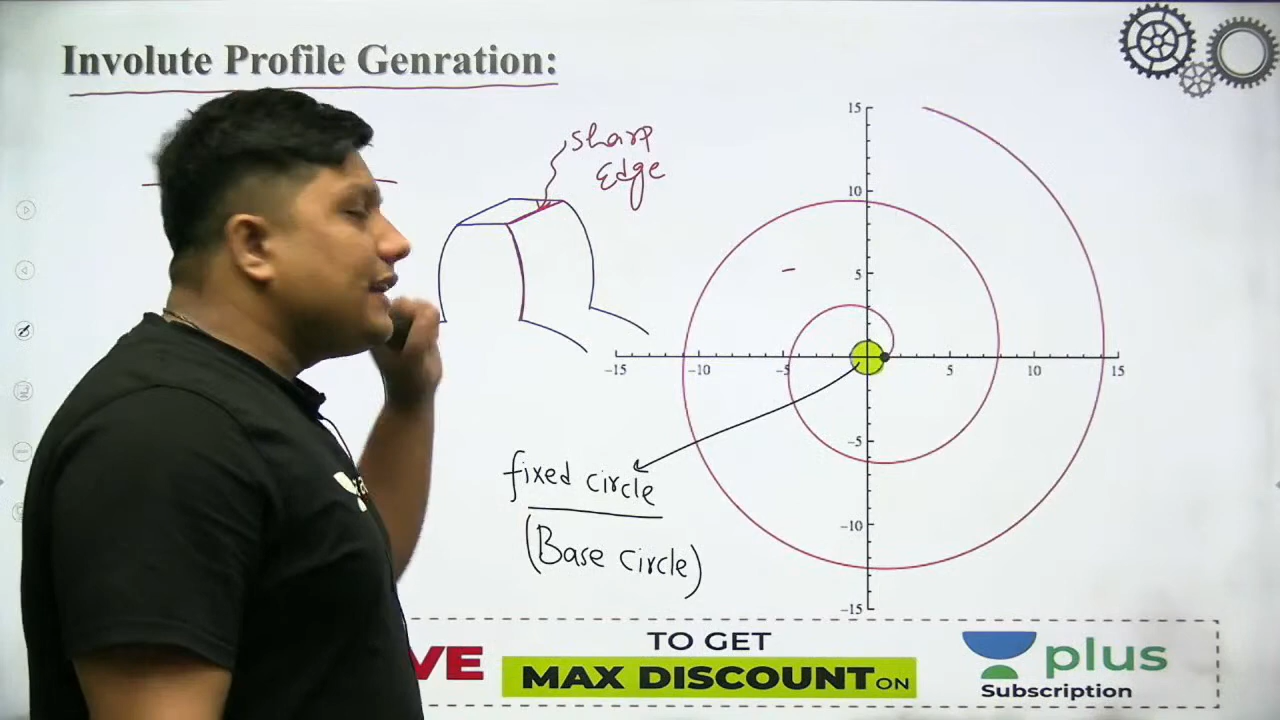 Involute Profile Genration:
sharp
Edge
15
10
5
-15
-10
-5
5
10
15
-5
-10
-15
fixed circle
(Base circle)
VE
TO GET
MAX DISCOUNT ON
plus
Subscription